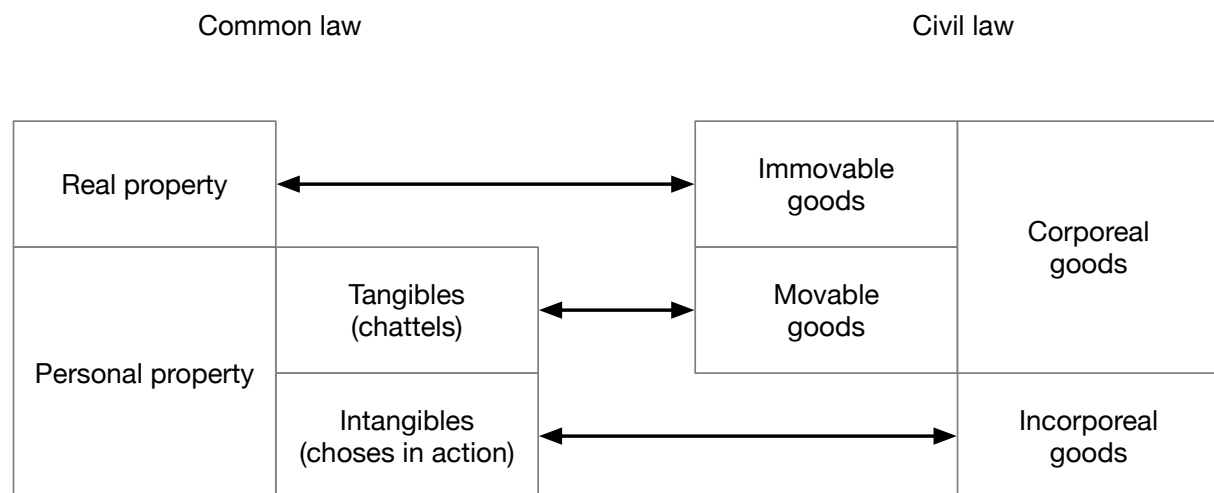 Common law
Civil law
Real property
Immovable
goods
Corporeal
goods
Personal property
Tangibles
(chattels)
Movable
goods
Intangibles
(choses in action)
Incorporeal
goods